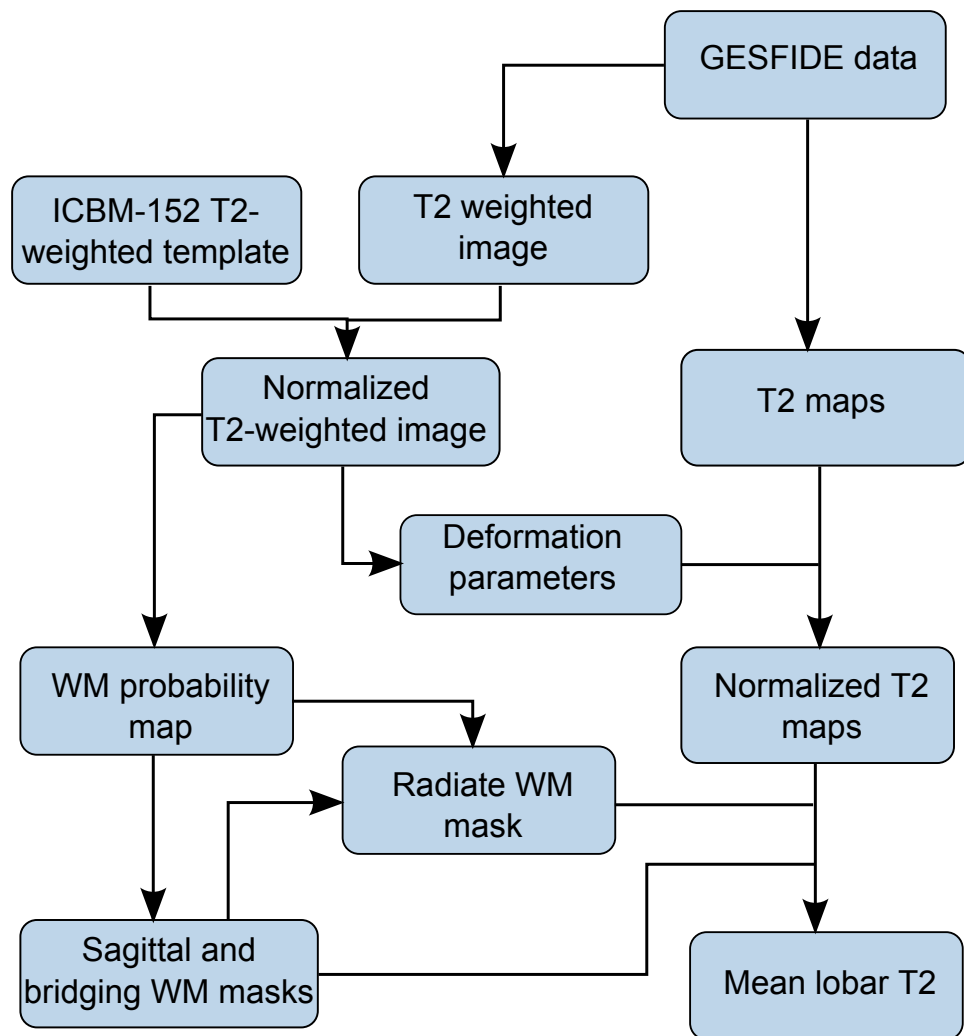 GESFIDE data
ICBM-152 T2-
weighted template
T2 weighted
image
Normalized
T2-weighted image
T2 maps
Deformation
parameters
WM probability
map
Normalized T2
maps
Radiate WM
mask
Sagittal and
bridging WM masks
Mean lobar T2